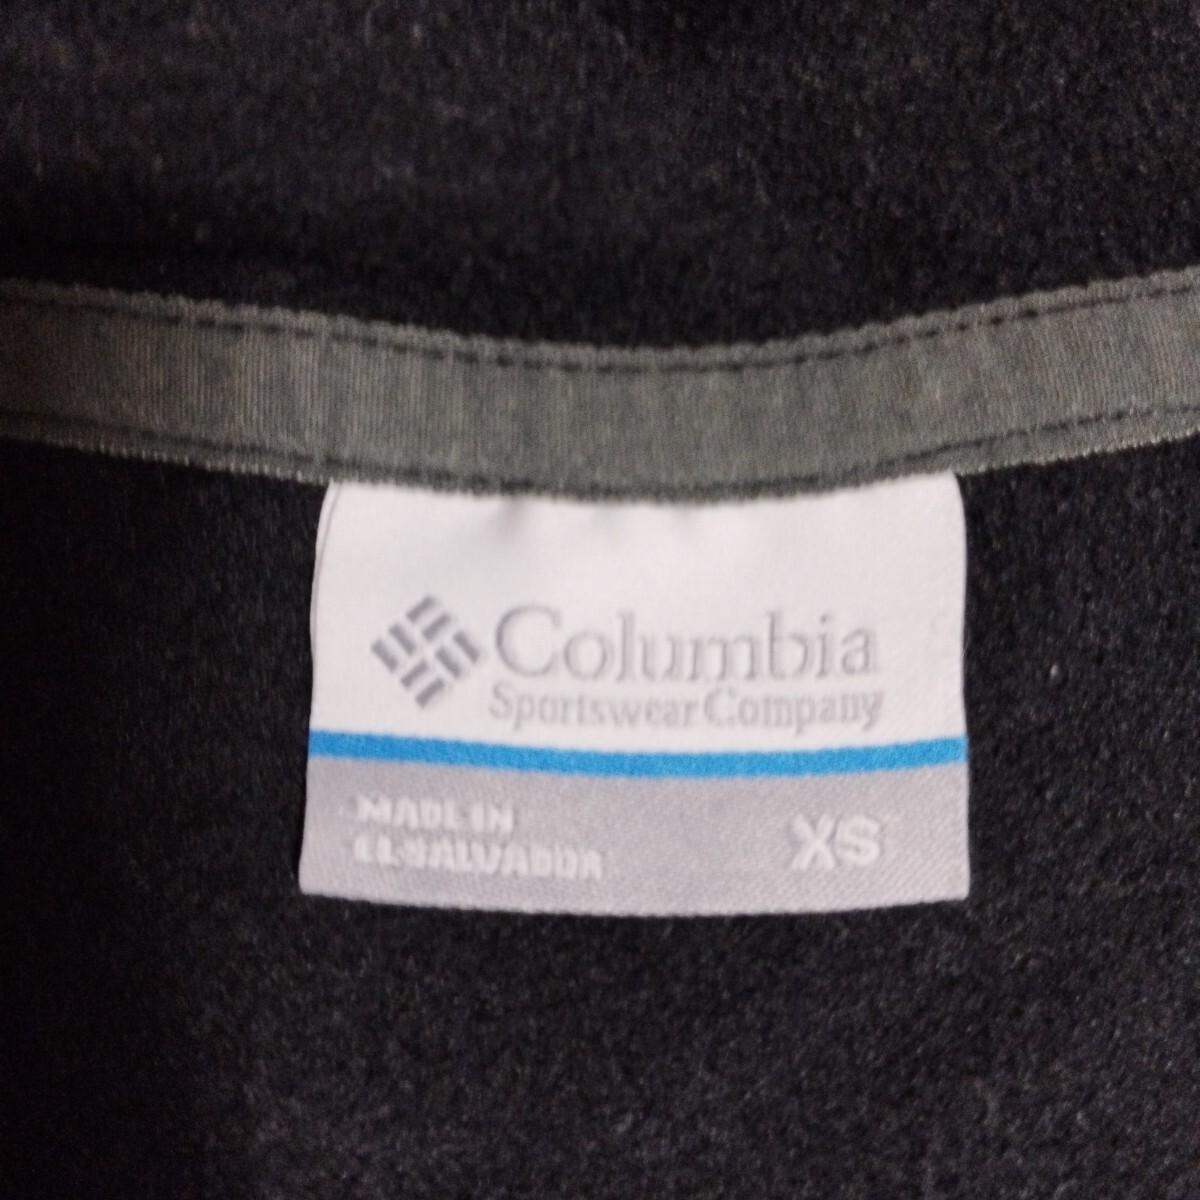 Columbia
Sportswear Company
MADE IN
EL SALVADOR
XS